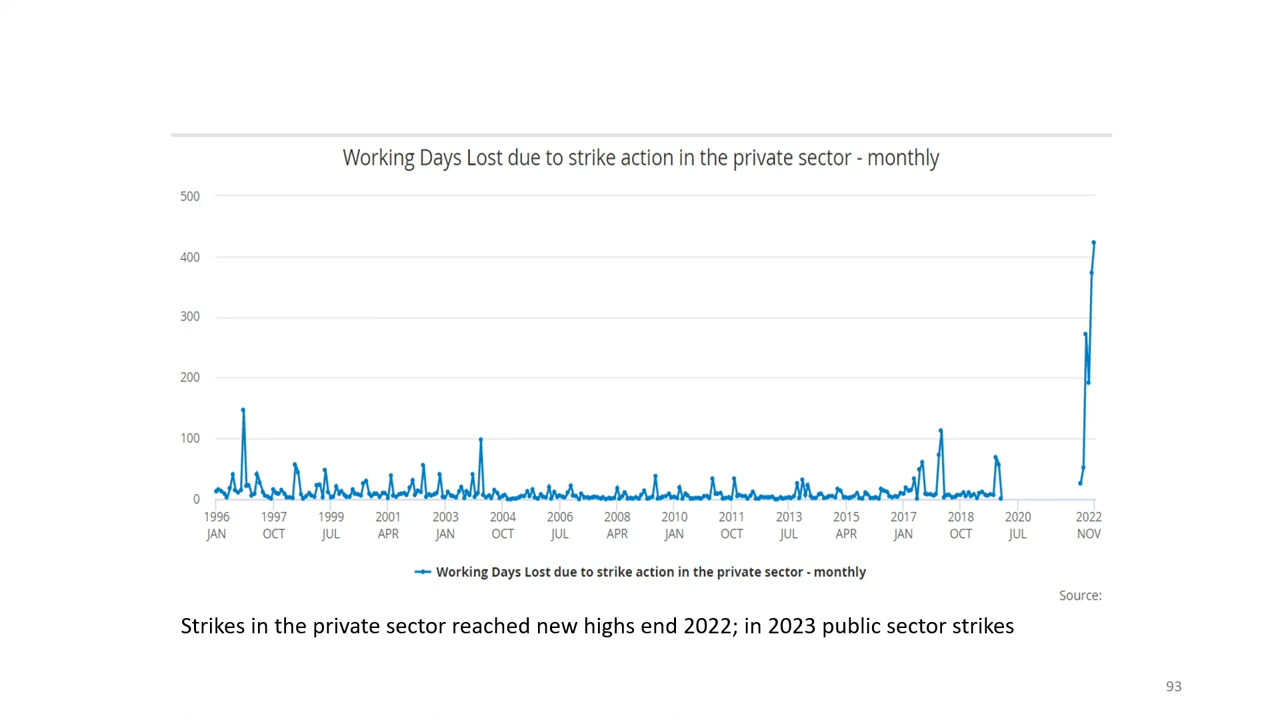 Working Days Lost due to strike action in the private sector - monthly
500
400
300
200
100
0
1996 1997 1999 2001 2003 2004 2006 2008 2010 2011 2013 2015 2017 2018 2020 2022
JAN OCT JUL APR JAN OCT JUL APR JAN OCT JUL APR JAN OCT JUL NOV
Working Days Lost due to strike action in the private sector - monthly
Source:
Strikes in the private sector reached new highs end 2022; in 2023 public sector strikes
93